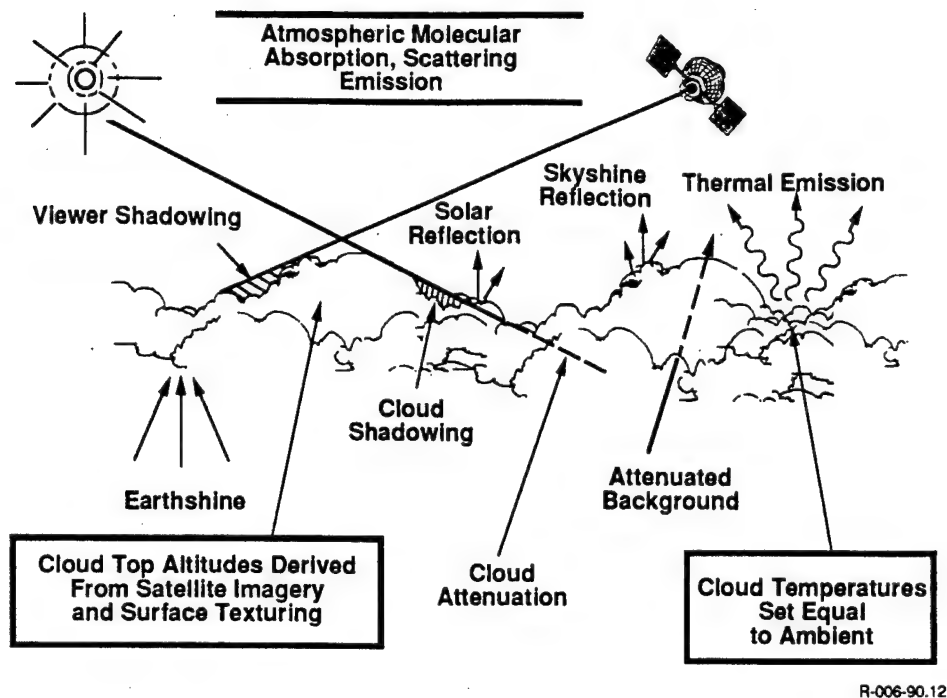 Atmospheric Molecular
Absorption, Scattering
Emission
Viewer Shadowing
Solar
Reflection
Skyshine
Reflection
Thermal Emission
Cloud
Shadowing
Earthshine
Attenuated
Background
Cloud
Attenuation
Cloud Top Altitudes Derived
From Satellite Imagery
and Surface Texturing
Cloud Temperatures
Set Equal
to Ambient
R-006-90.12